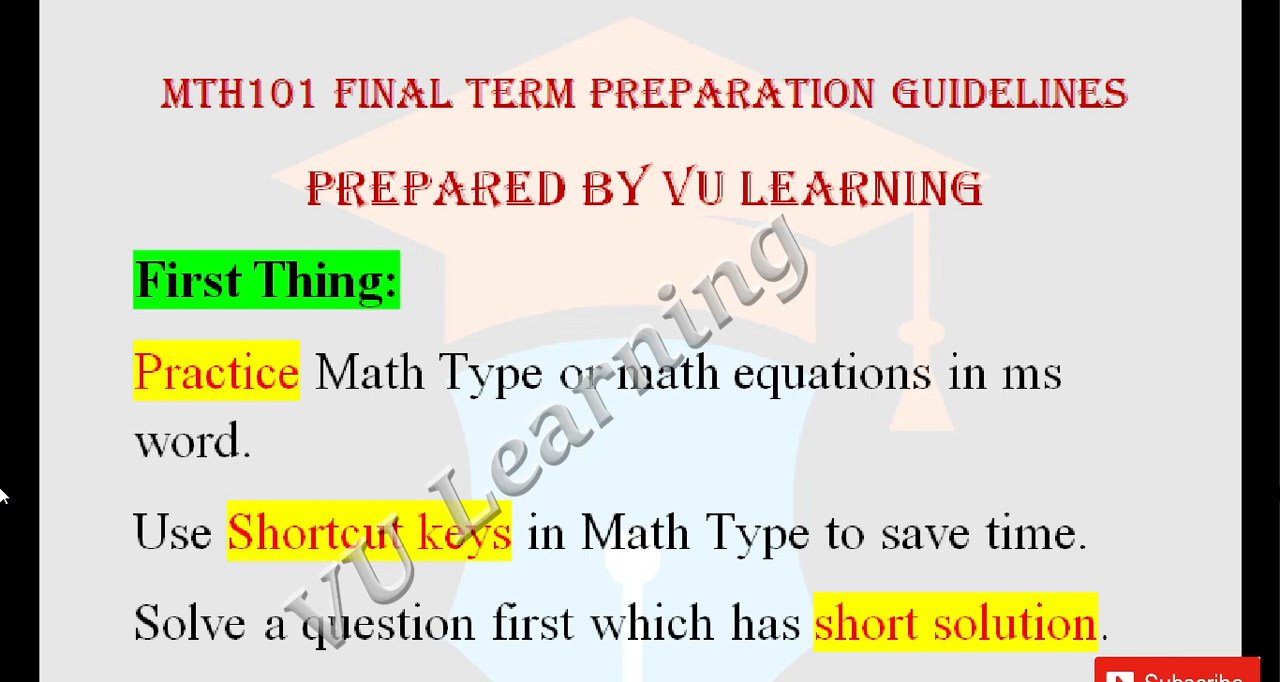 MTH101 FINAL TERM PREPARATION GUIDELINES
PREPARED BY VU LEARNING
First Thing:
Practice Math Type or math equations in ms
word.
Use Shortcut keys in Math Type to save time.
Solve a question first which has short solution.
VU Learning
Subscribe